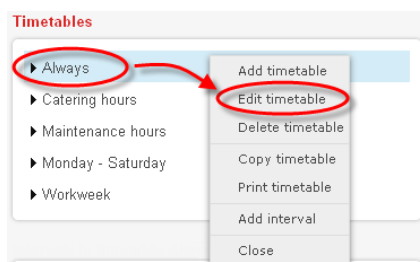 Timetables
Always
Catering hours
Maintenance hours
Monday - Saturday
Workweek
Add timetable
Edit timetable
Delete timetable
Copy timetable
Print timetable
Add interval
Close